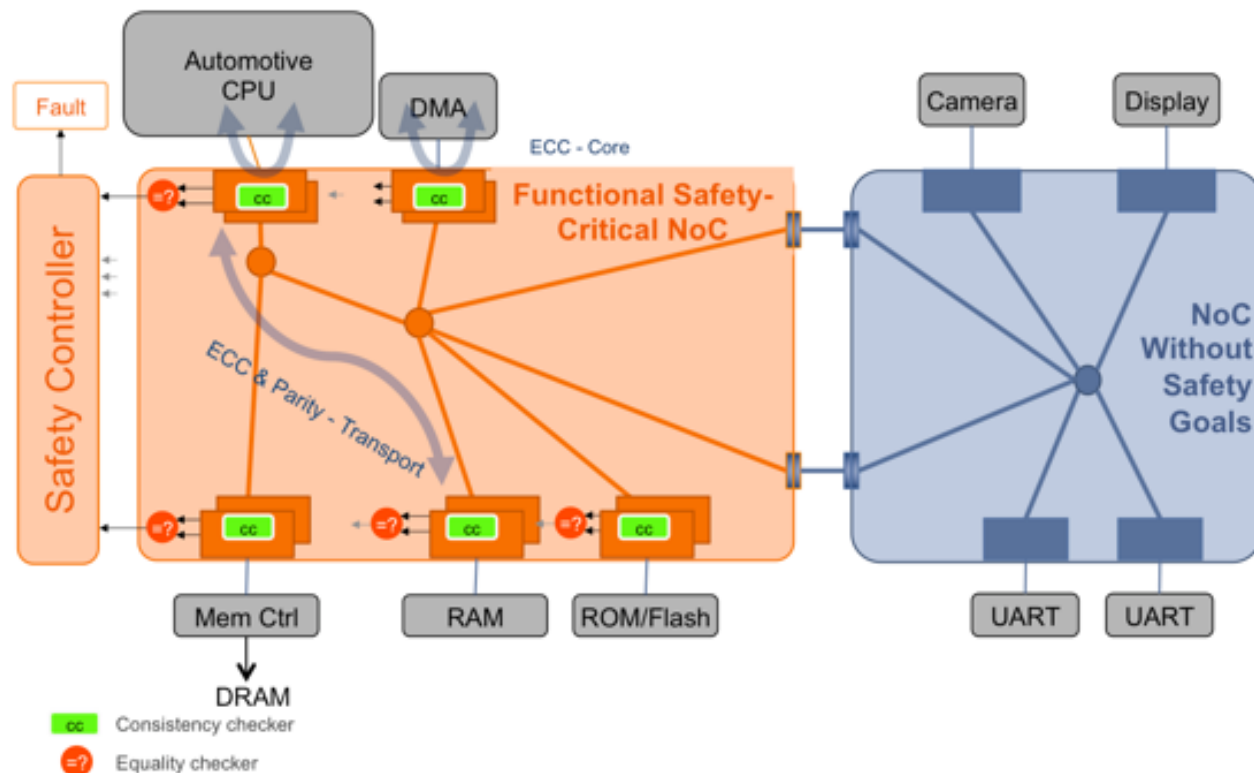 Automotive
CPU
Fault
DMA
Camera
Display
ECC - Core
=?
cc
cc
Functional Safety-
Critical NoC
Safety Controller
ECC & Parity - Transport
NoC
Without
Safety
Goals
=?
cc
=?
cc
=?
cc
Mem Ctrl
RAM
ROM/Flash
UART
UART
DRAM
cc Consistency checker
=? Equality checker